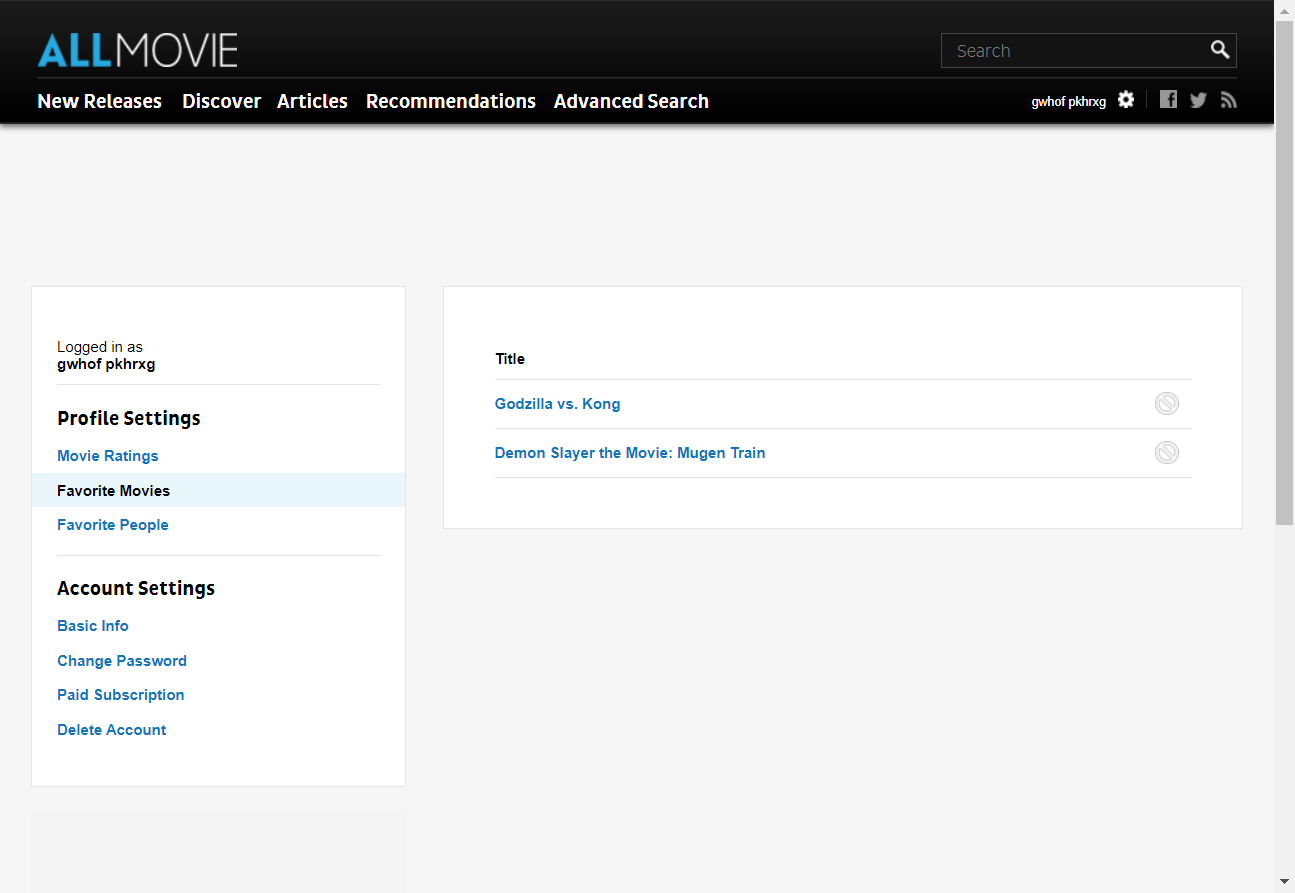 ALLMOVIE
Search
New Releases Discover Articles Recommendations Advanced Search
gwhof pkhrxg
Logged in as
gwhof pkhrxg
Profile Settings
Movie Ratings
Favorite Movies
Favorite People
Account Settings
Basic Info
Change Password
Paid Subscription
Delete Account
Title
Godzilla vs. Kong
Demon Slayer the Movie: Mugen Train